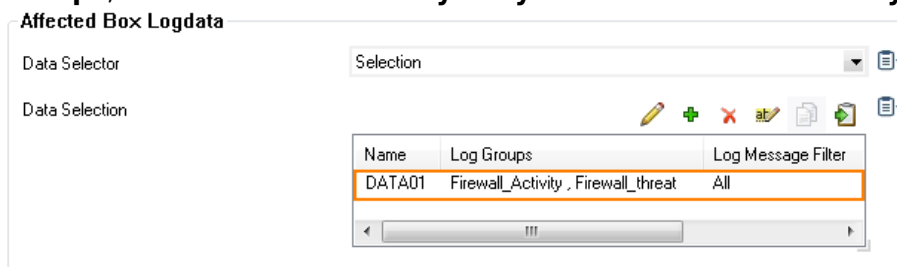 Affected Box Logdata
Data Selector Selection
Data Selection
Name Log Groups Log Message Filter
DATA01 Firewall_Activity , Firewall_threat All